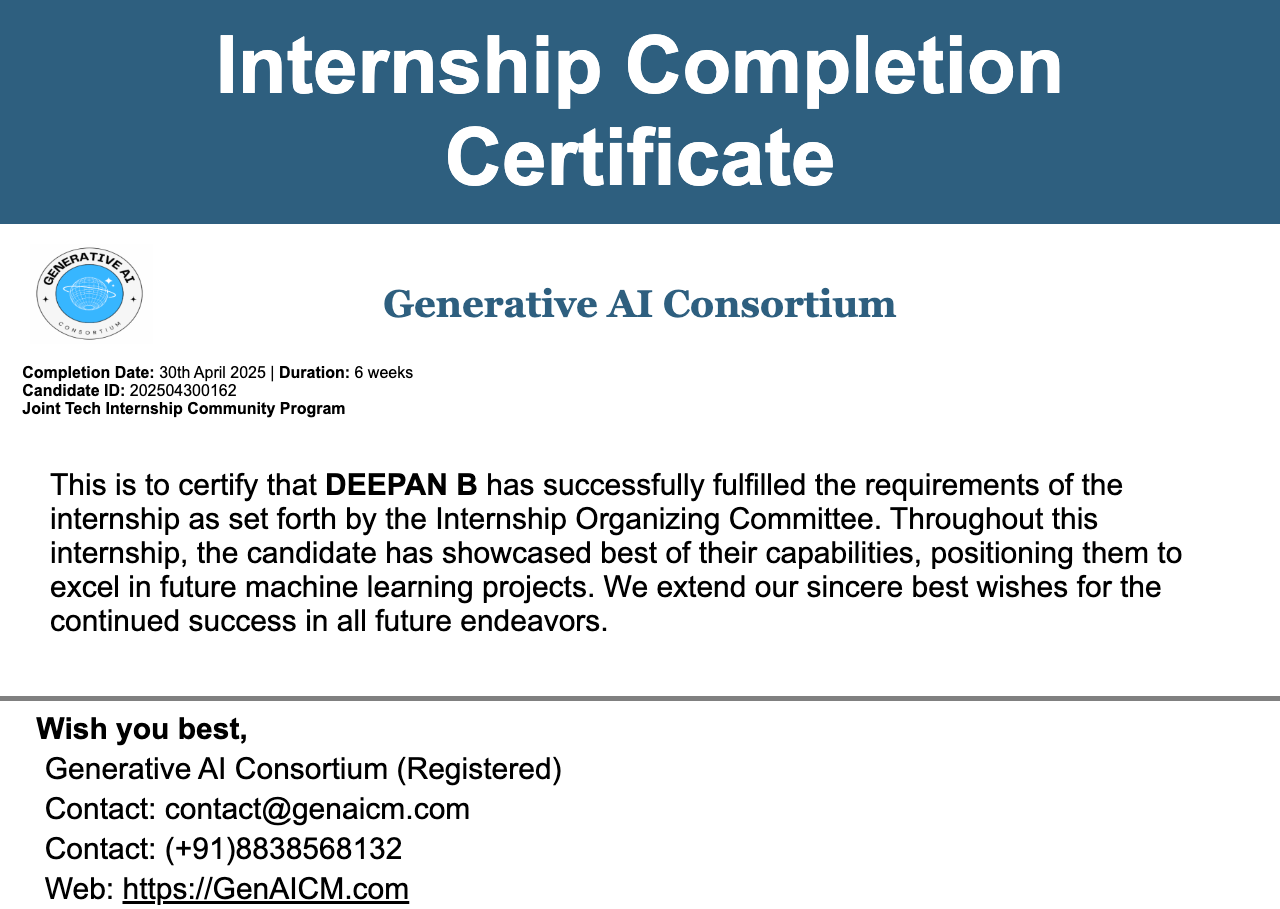 Internship Completion
Certificate
GENERATIVE AI
CONSORTIUM
Generative AI Consortium
Completion Date: 30th April 2025 | Duration: 6 weeks
Candidate ID: 202504300162
Joint Tech Internship Community Program
This is to certify that DEEPAN B has successfully fulfilled the requirements of the
internship as set forth by the Internship Organizing Committee. Throughout this
internship, the candidate has showcased best of their capabilities, positioning them to
excel in future machine learning projects. We extend our sincere best wishes for the
continued success in all future endeavors.
Wish you best,
Generative AI Consortium (Registered)
Contact: contact@genaicm.com
Contact: (+91)8838568132
Web: https://GenAICM.com